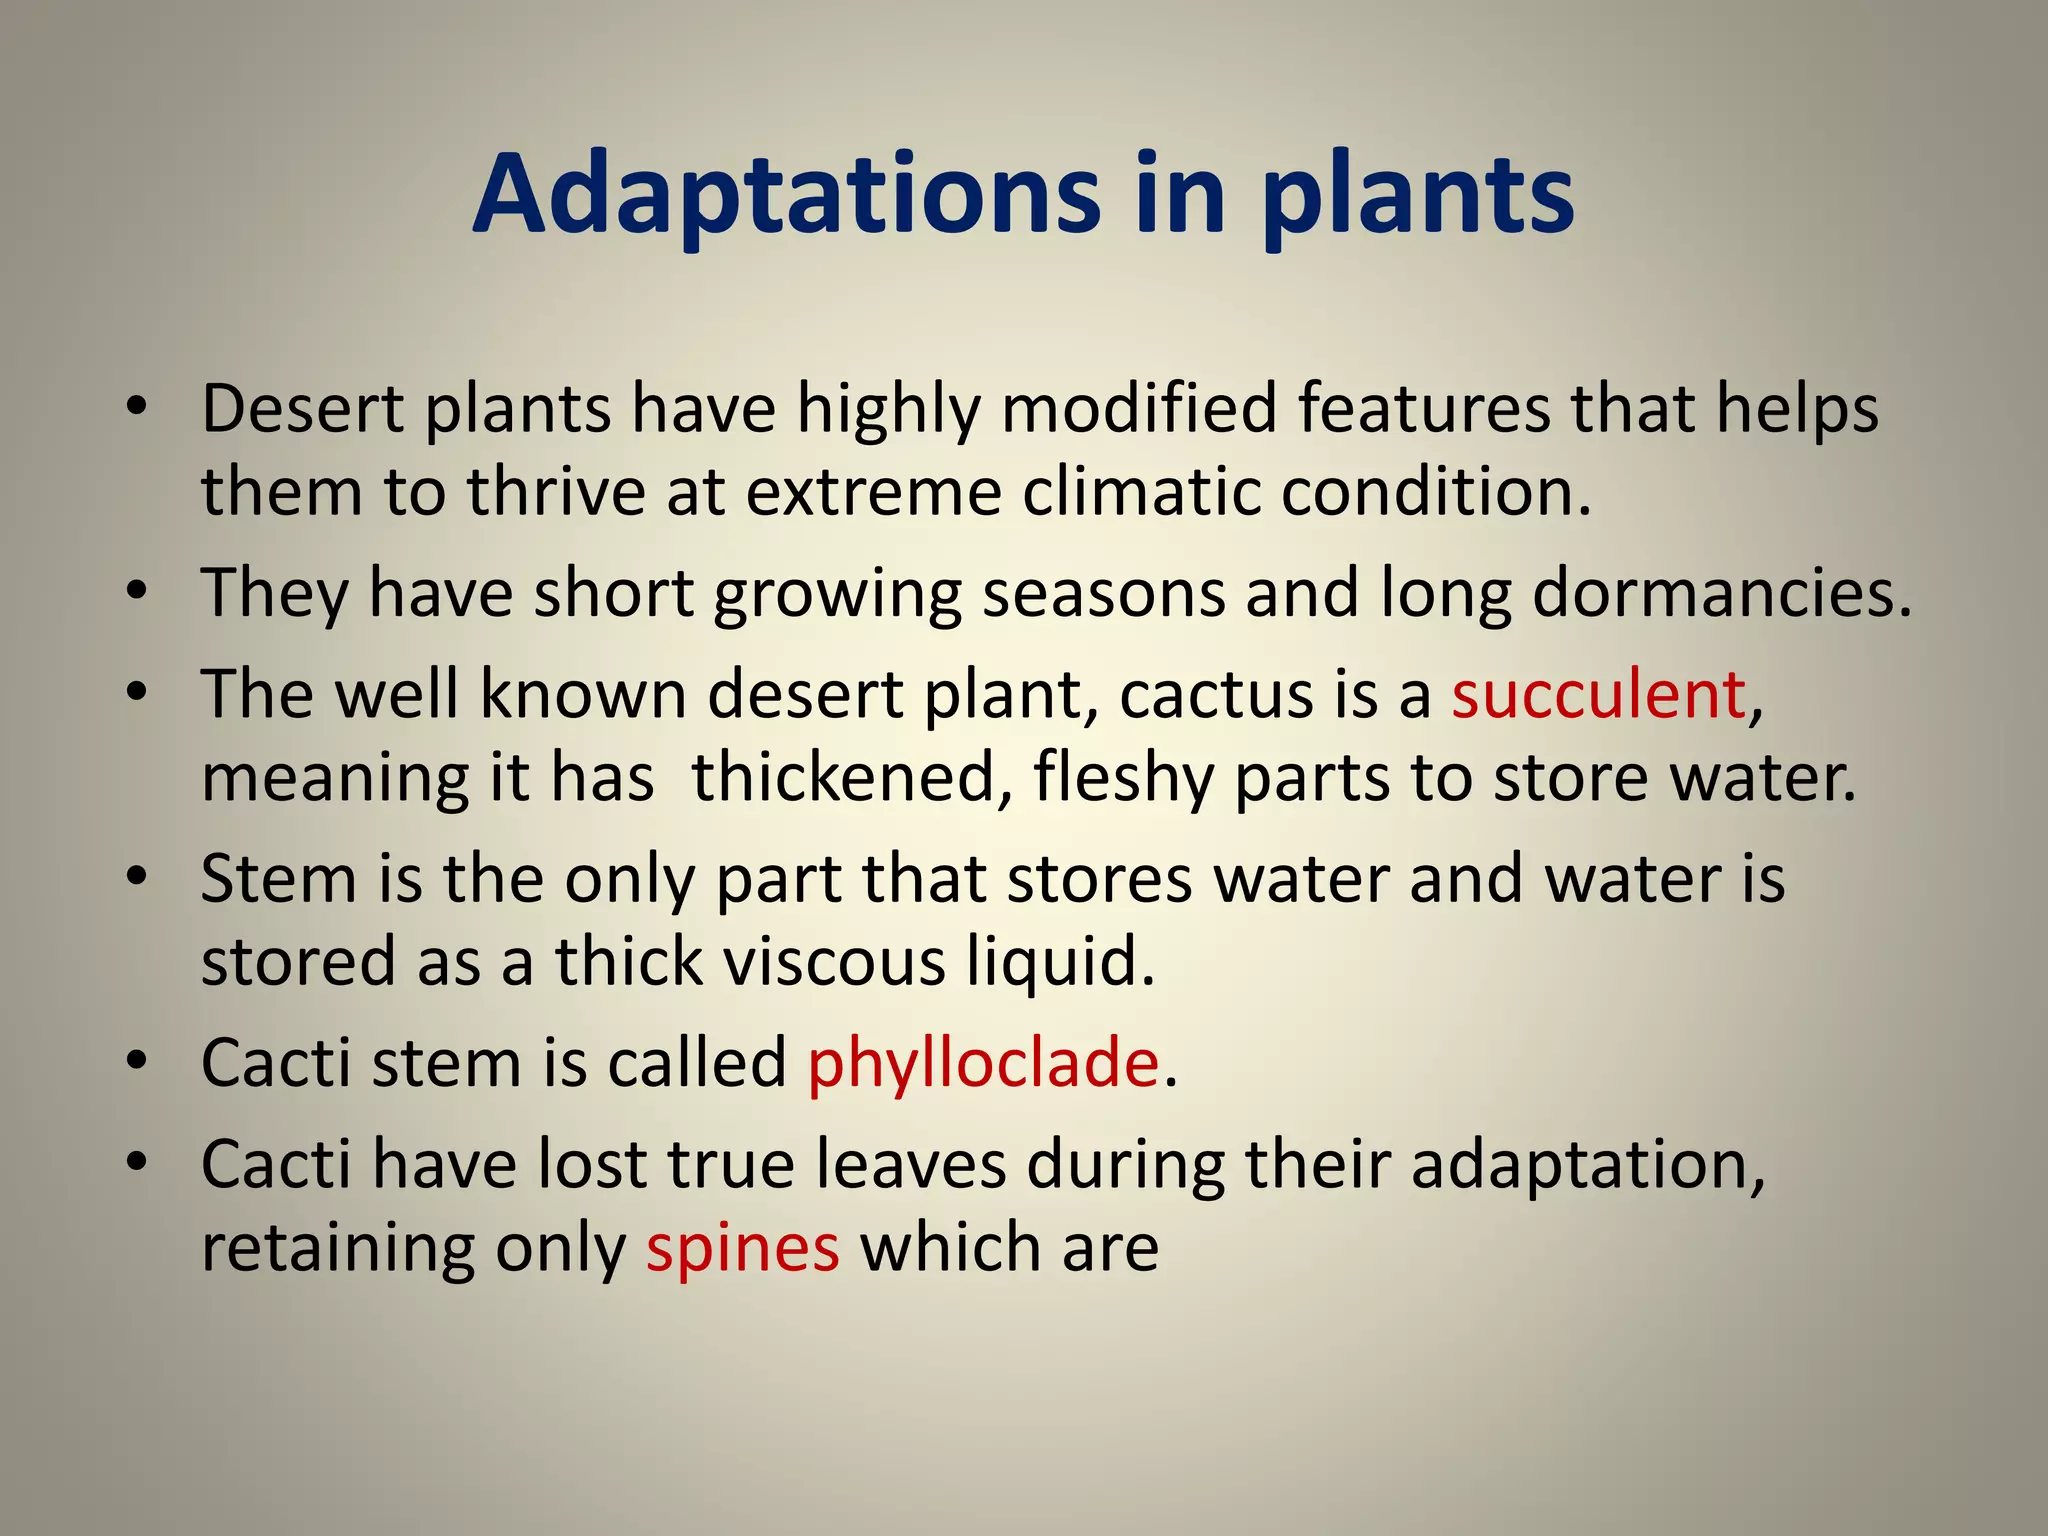 Adaptations in plants
• Desert plants have highly modified features that helps
them to thrive at extreme climatic condition.
• They have short growing seasons and long dormancies.
• The well known desert plant, cactus is a succulent,
meaning it has  thickened, fleshy parts to store water.
• Stem is the only part that stores water and water is
stored as a thick viscous liquid.
• Cacti stem is called phylloclade.
• Cacti have lost true leaves during their adaptation,
retaining only spines which are